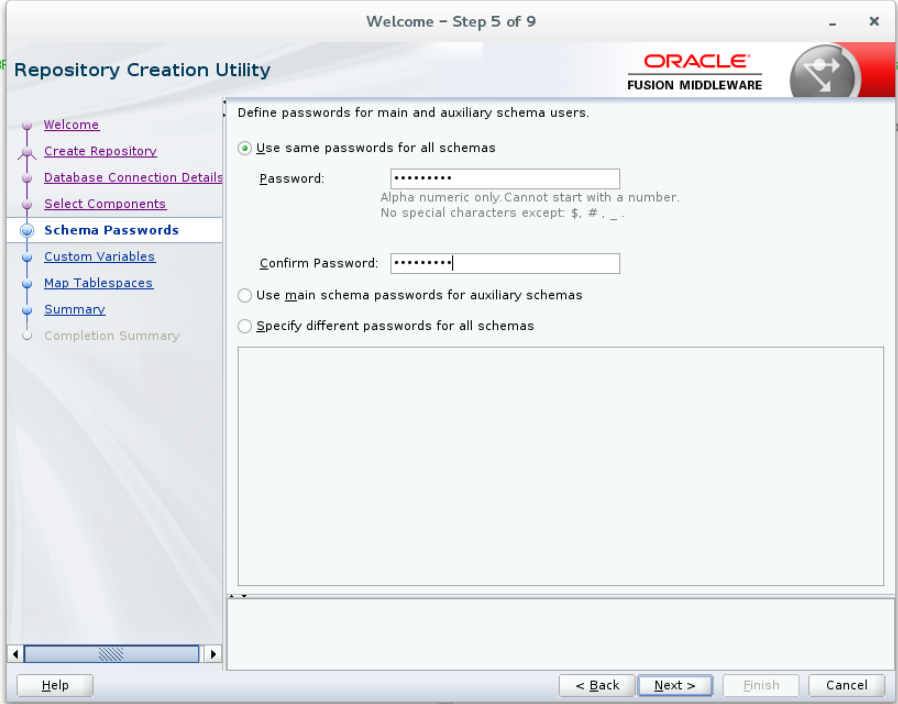 Welcome – Step 5 of 9
Repository Creation Utility
ORACLE
FUSION MIDDLEWARE
Welcome
Create Repository
Database Connection Details
Select Components
Schema Passwords
Custom Variables
Map Tablespaces
Summary
Completion Summary
Define passwords for main and auxiliary schema users.
Use same passwords for all schemas
Password: •••••••••
Alpha numeric only.Cannot start with a number.
No special characters except: $, # , _ .
Confirm Password: •••••••••
Use main schema passwords for auxiliary schemas
Specify different passwords for all schemas
Help
< Back
Next >
Finish
Cancel